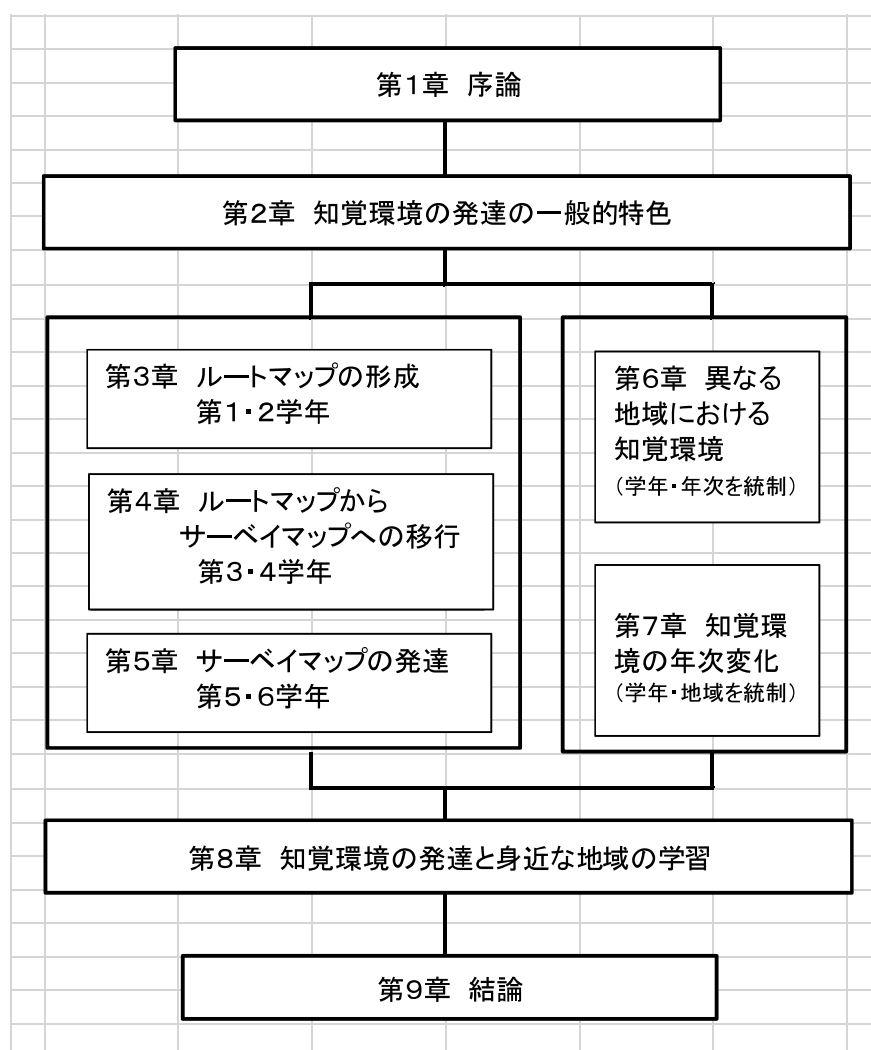 第1章 序論
第2章 知覚環境の発達の一般的特色
第3章 ルートマップの形成
第1・2学年
第4章 ルートマップから
サーベイマップへの移行
第3・4学年
第5章 サーベイマップの発達
第5・6学年
第6章 異なる
地域における
知覚環境
(学年・年次を統制)
第7章 知覚環
境の年次変化
(学年・地域を統制)
第8章 知覚環境の発達と身近な地域の学習
第9章 結論